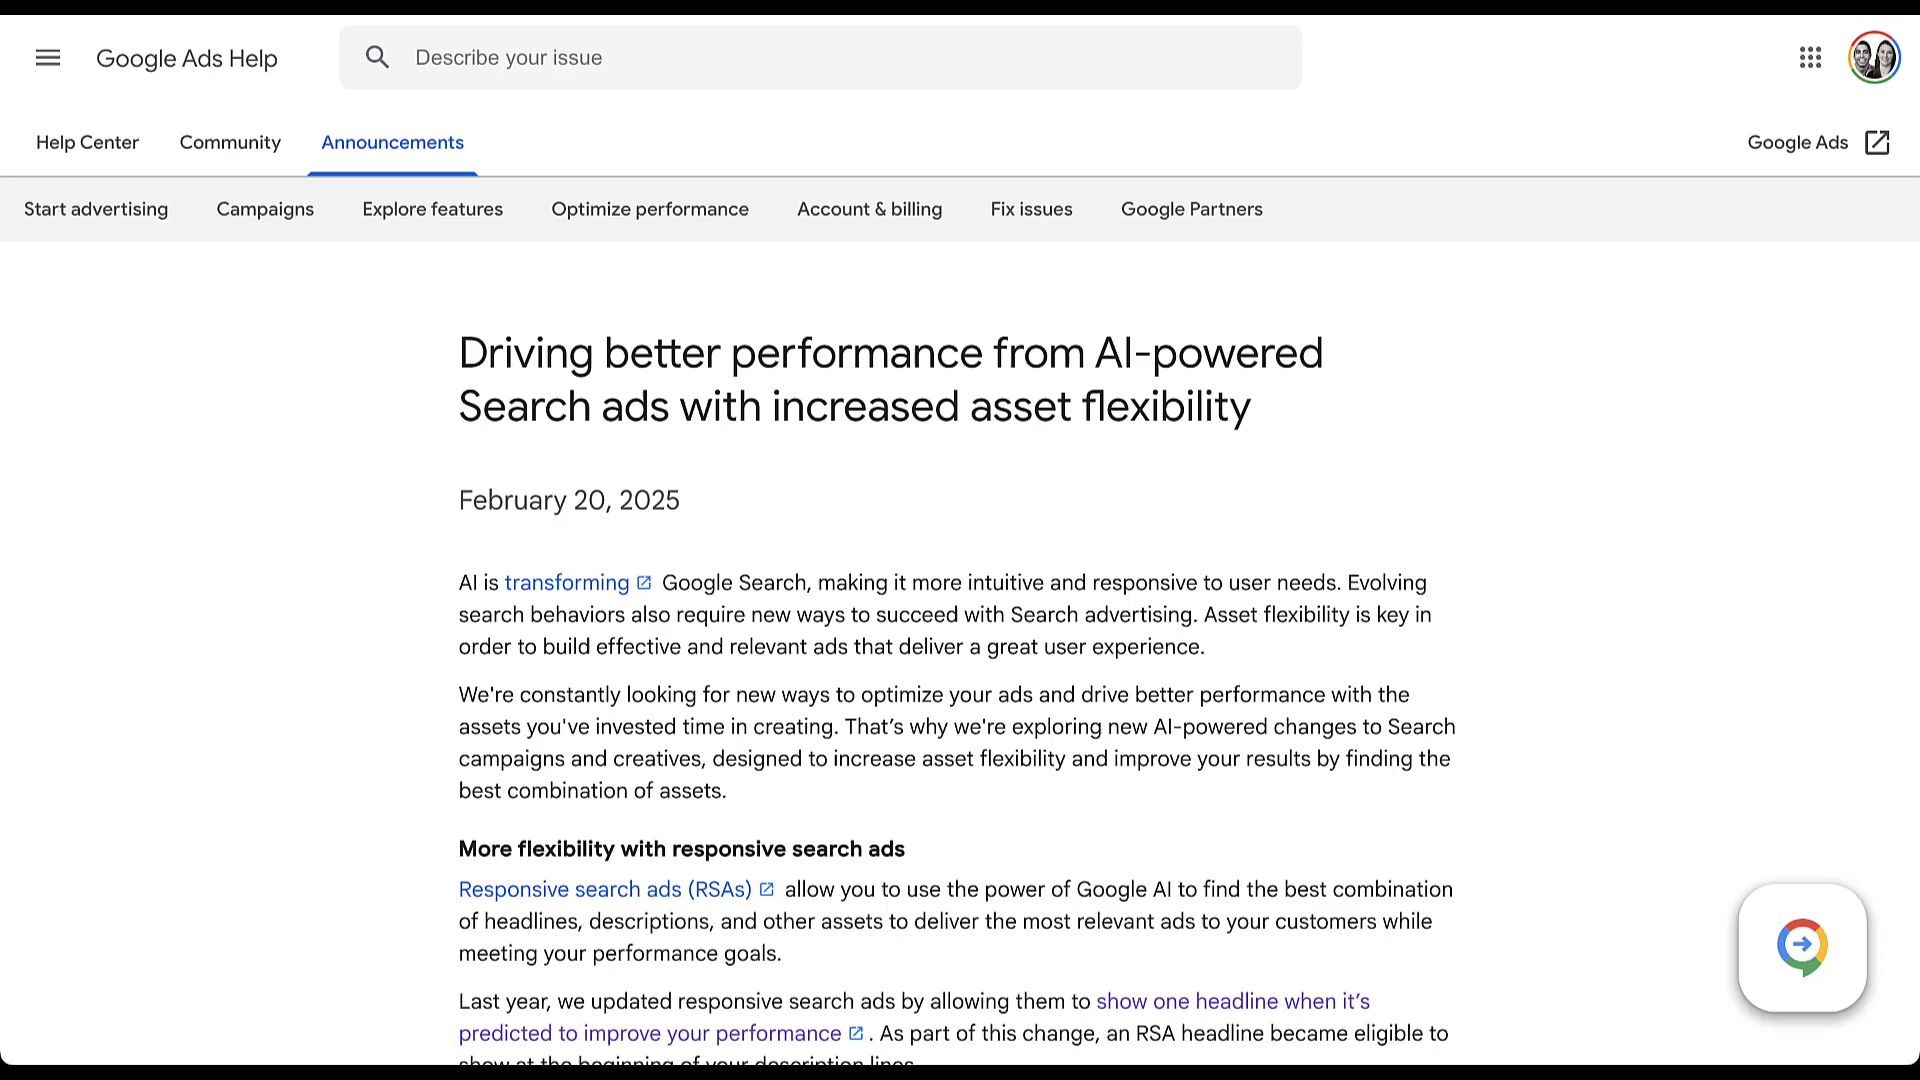 Google Ads Help
Describe your issue
Help Center
Community
Announcements
Google Ads
Start advertising
Campaigns
Explore features
Optimize performance
Account & billing
Fix issues
Google Partners
Driving better performance from AI-powered
Search ads with increased asset flexibility
February 20, 2025
AI is transforming Google Search, making it more intuitive and responsive to user needs. Evolving
search behaviors also require new ways to succeed with Search advertising. Asset flexibility is key in
order to build effective and relevant ads that deliver a great user experience.
We're constantly looking for new ways to optimize your ads and drive better performance with the
assets you've invested time in creating. That’s why we're exploring new AI-powered changes to Search
campaigns and creatives, designed to increase asset flexibility and improve your results by finding the
best combination of assets.
More flexibility with responsive search ads
Responsive search ads (RSAs) allow you to use the power of Google AI to find the best combination
of headlines, descriptions, and other assets to deliver the most relevant ads to your customers while
meeting your performance goals.
Last year, we updated responsive search ads by allowing them to show one headline when it’s
predicted to improve your performance . As part of this change, an RSA headline became eligible to
show at the beginning of your description lines.